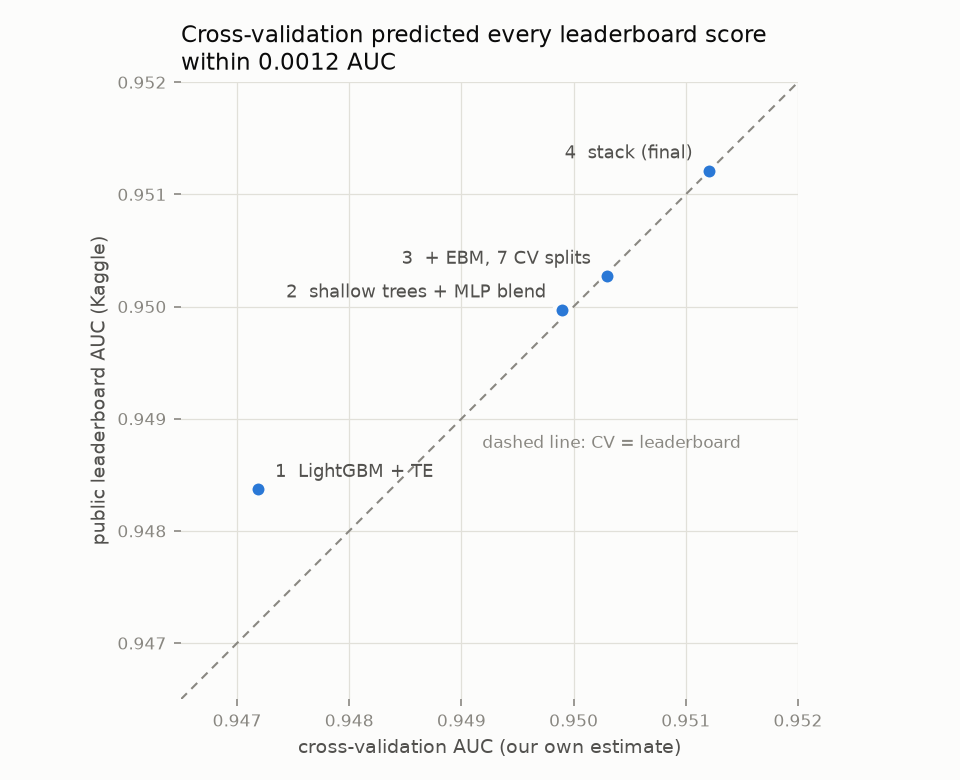 Cross-validation predicted every leaderboard score
within 0.0012 AUC
0.952
4  stack (final)
0.951
3  + EBM, 7 CV splits
2  shallow trees + MLP blend
0.950
public leaderboard AUC (Kaggle)
0.949
dashed line: CV = leaderboard
1  LightGBM + TE
0.948
0.947
0.947 0.948 0.949 0.950 0.951 0.952
cross-validation AUC (our own estimate)